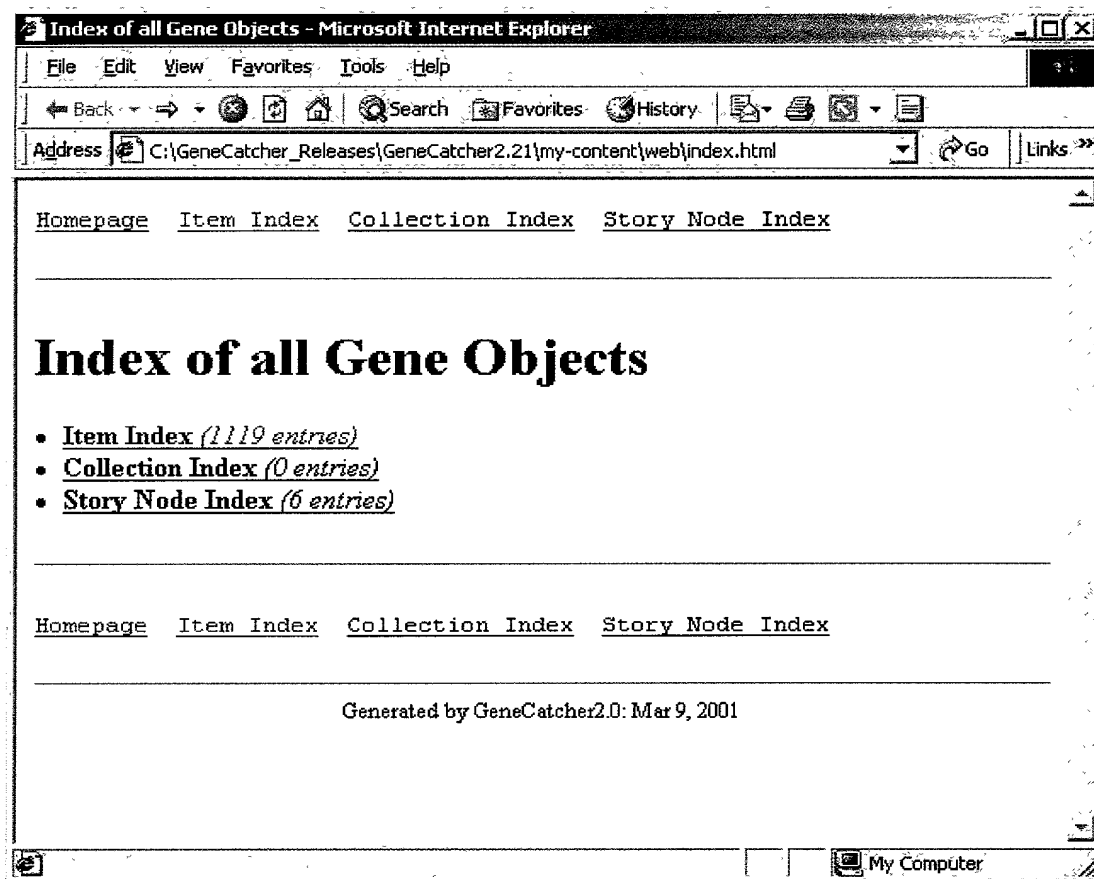 Index of all Gene Objects - Microsoft Internet Explorer
File Edit View Favorites Tools Help
Back Search Favorites History
Address C:\GeneCatcher_Releases\GeneCatcher2.21\my-content\web\index.html Go Links »
Homepage Item Index Collection Index Story Node Index
Index of all Gene Objects
• Item Index (1119 entries)
• Collection Index (0 entries)
• Story Node Index (6 entries)
Homepage Item Index Collection Index Story Node Index
Generated by GeneCatcher2.0: Mar 9, 2001
My Computer